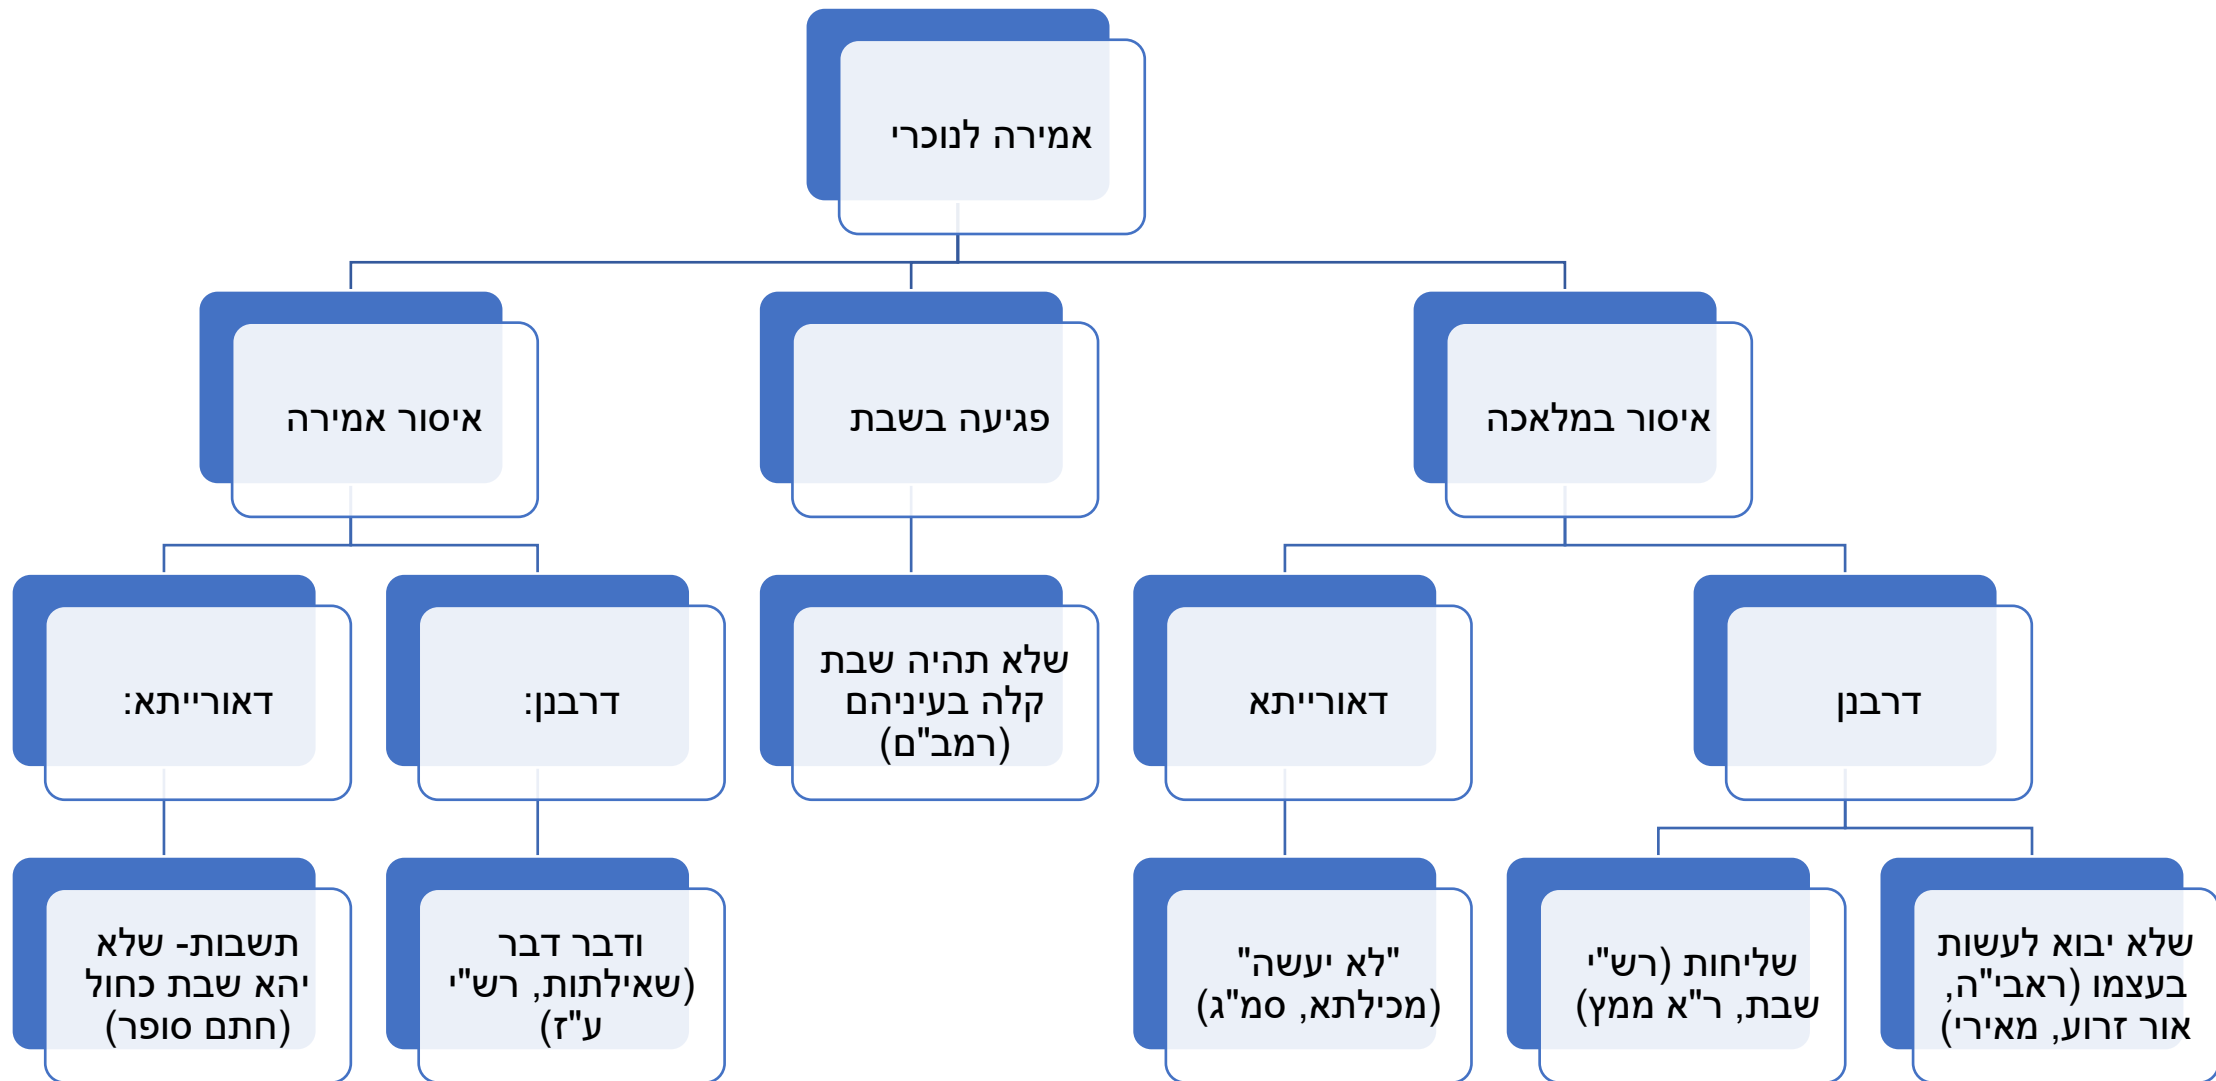 אמירה לנוכרי
איסור במלאכה
פגיעה בשבת
איסור אמירה
דרבנן
דאורייתא
שלא תהיה שבת
קלה בעיניהם
(רמב"ם)
דרבנן:
דאורייתא:
שלא יבוא לעשות
בעצמו (ראבי"ה,
אור זרוע, מאירי)
שליחות (רש"י
שבת, ר"א ממץ)
"לא יעשה"
(מכילתא, סמ"ג)
ודבר דבר
(שאילתות, רש"י
ע"ז)
תשבות- שלא
יהא שבת כחול
(חתם סופר)